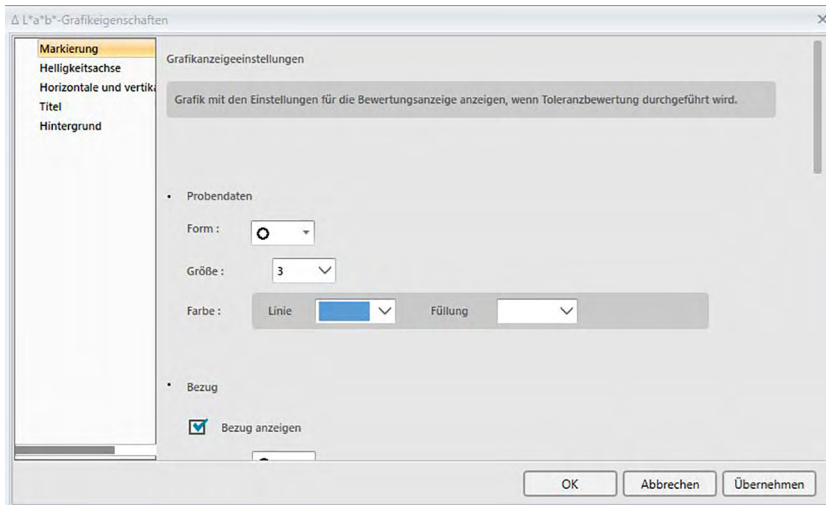 Δ L*a*b*-Grafikeigenschaften
Markierung
Helligkeitsachse
Horizontale und vertik
Titel
Hintergrund
Grafikanzeigeeinstellungen
Grafik mit den Einstellungen für die Bewertungsanzeige anzeigen, wenn Toleranzbewertung durchgeführt wird.
• Probendaten
Form :
Größe : 3
Farbe : Linie Füllung
• Bezug
Bezug anzeigen
OK Abbrechen Übernehmen